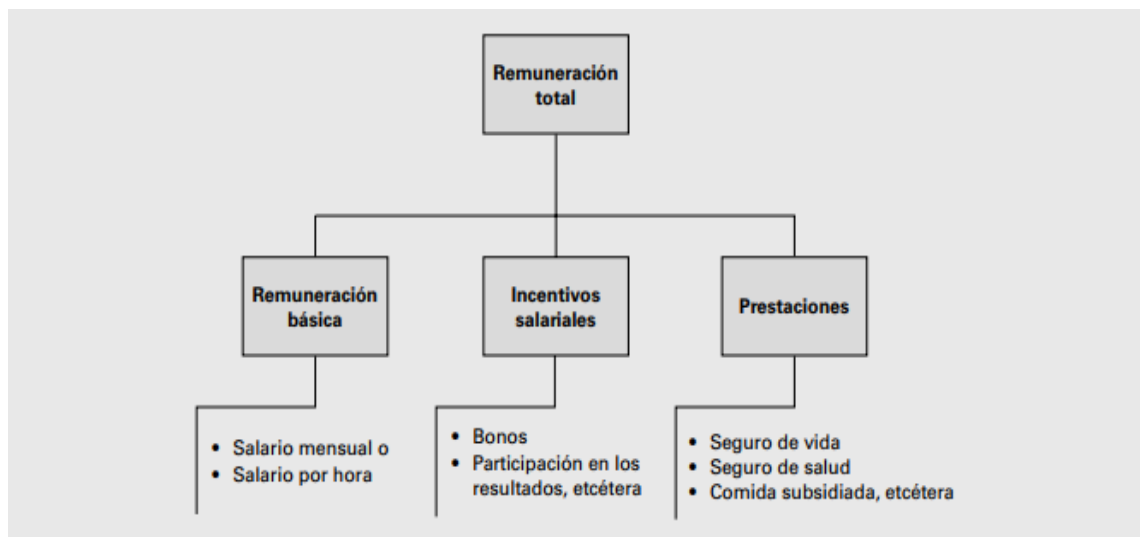 Remuneración
total
Remuneración
básica
Incentivos
salariales
Prestaciones
• Salario mensual o
• Salario por hora
• Bonos
• Participación en los
resultados, etcétera
• Seguro de vida
• Seguro de salud
• Comida subsidiada, etcétera